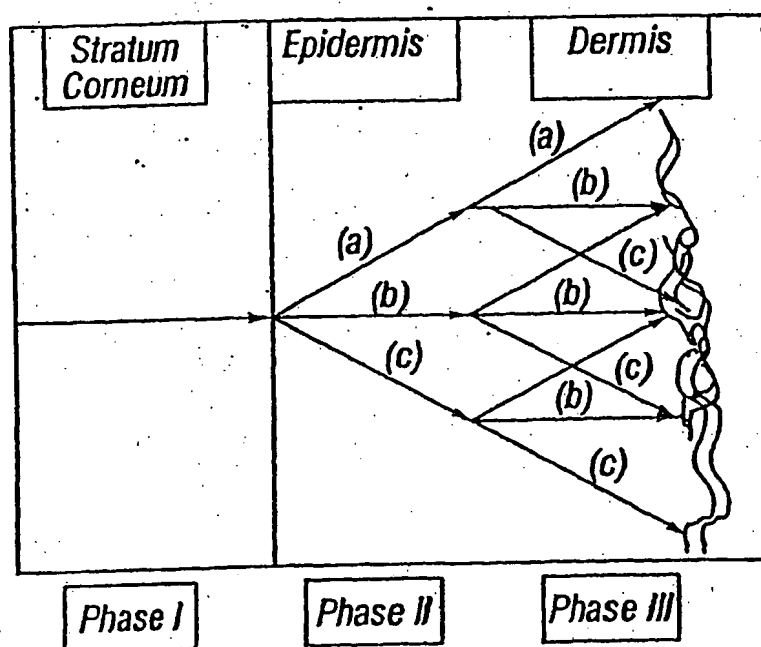 Stratum
Corneum
Epidermis
Dermis
(a)
(b)
(a)
(c)
(b)
(b)
(c)
(c)
(b)
(c)
Phase I
Phase II
Phase III